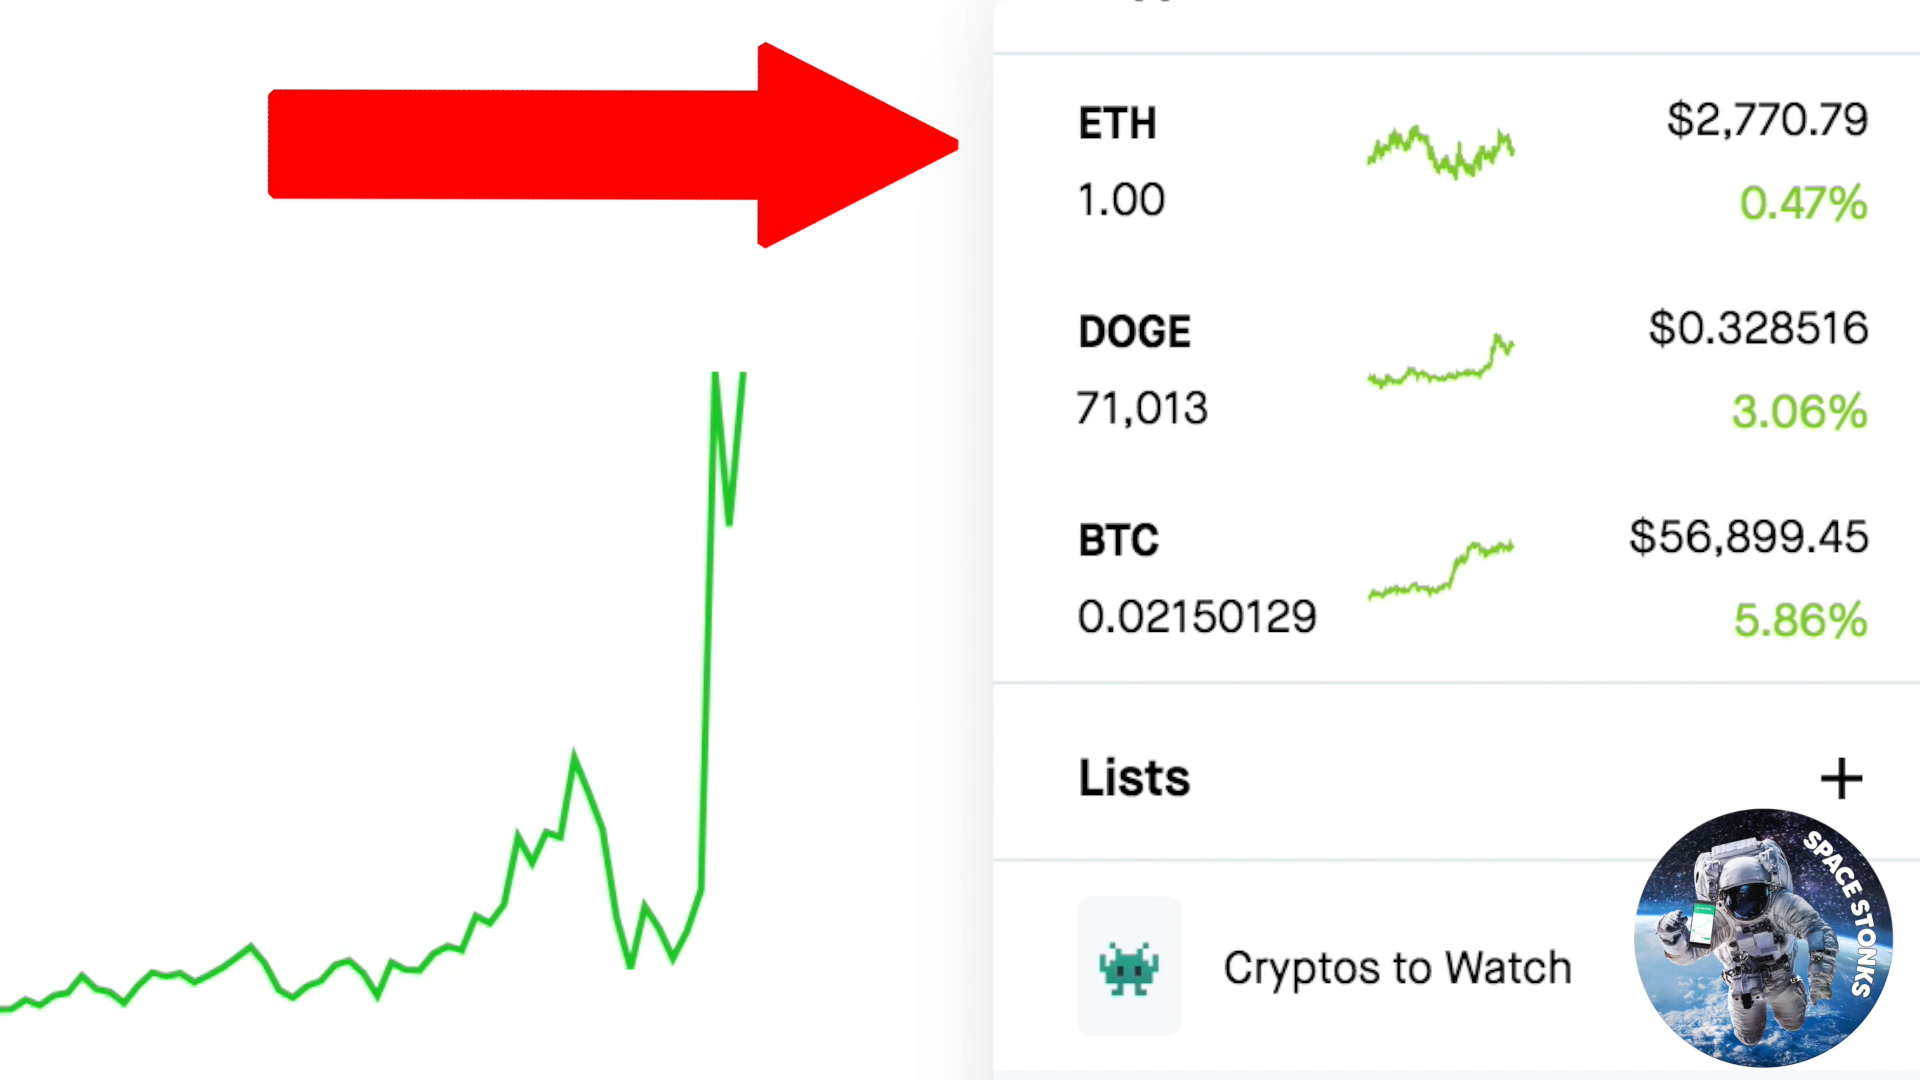 ETH
$2,770.79
1.00
0.47%
DOGE
$0.328516
71,013
3.06%
BTC
$56,899.45
0.02150129
5.86%
Lists
+
Cryptos to Watch
SPACE STONKS